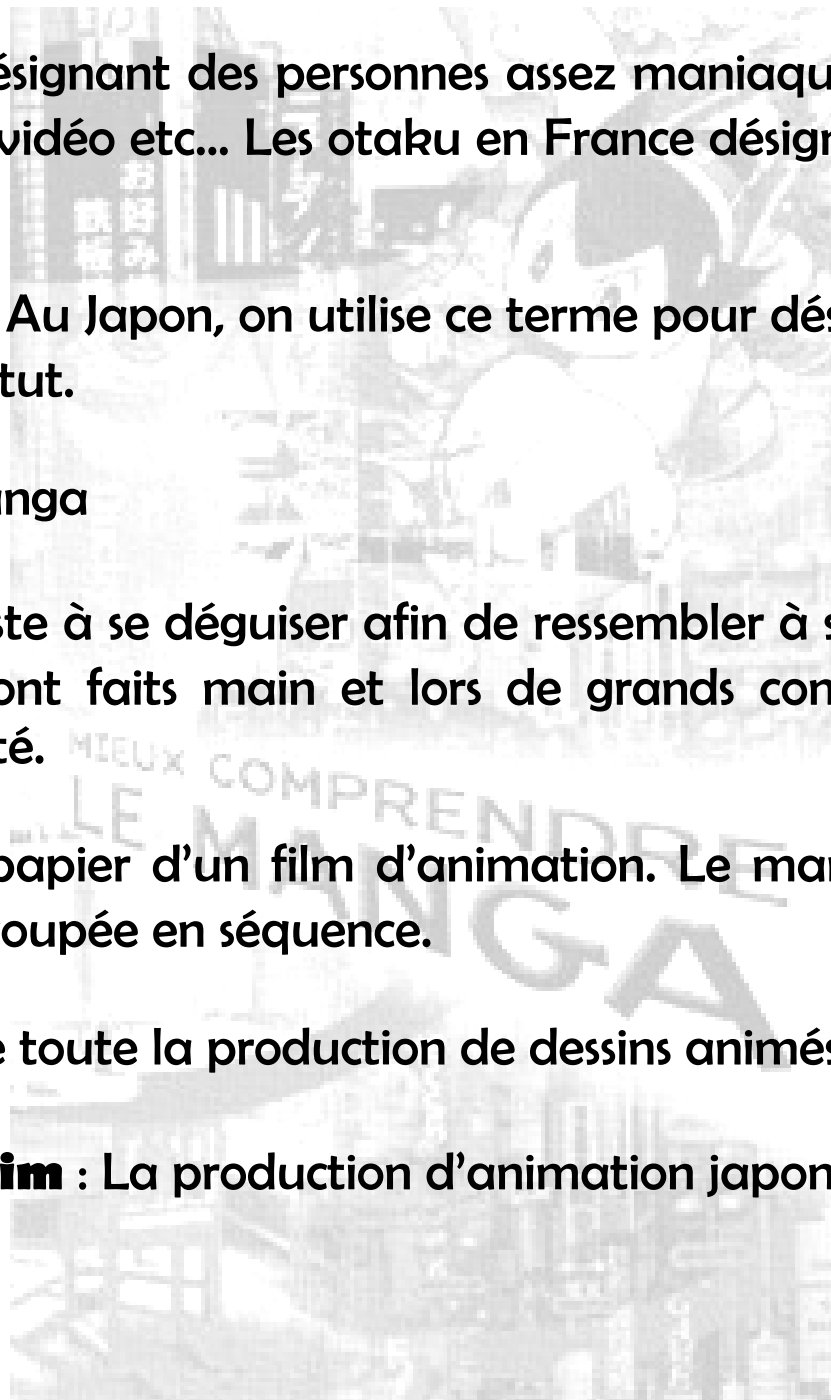 ésignant des personnes assez maniaqu
vidéo etc... Les otaku en France désign
Au Japon, on utilise ce terme pour dés
tut.
anga
ste à se déguiser afin de ressembler à s
ont faits main et lors de grands con
té.
MIEUX COMPRENDRE
LE MANGA
papier d’un film d’animation. Le man
oupée en séquence.
e toute la production de dessins animés
im : La production d’animation japon